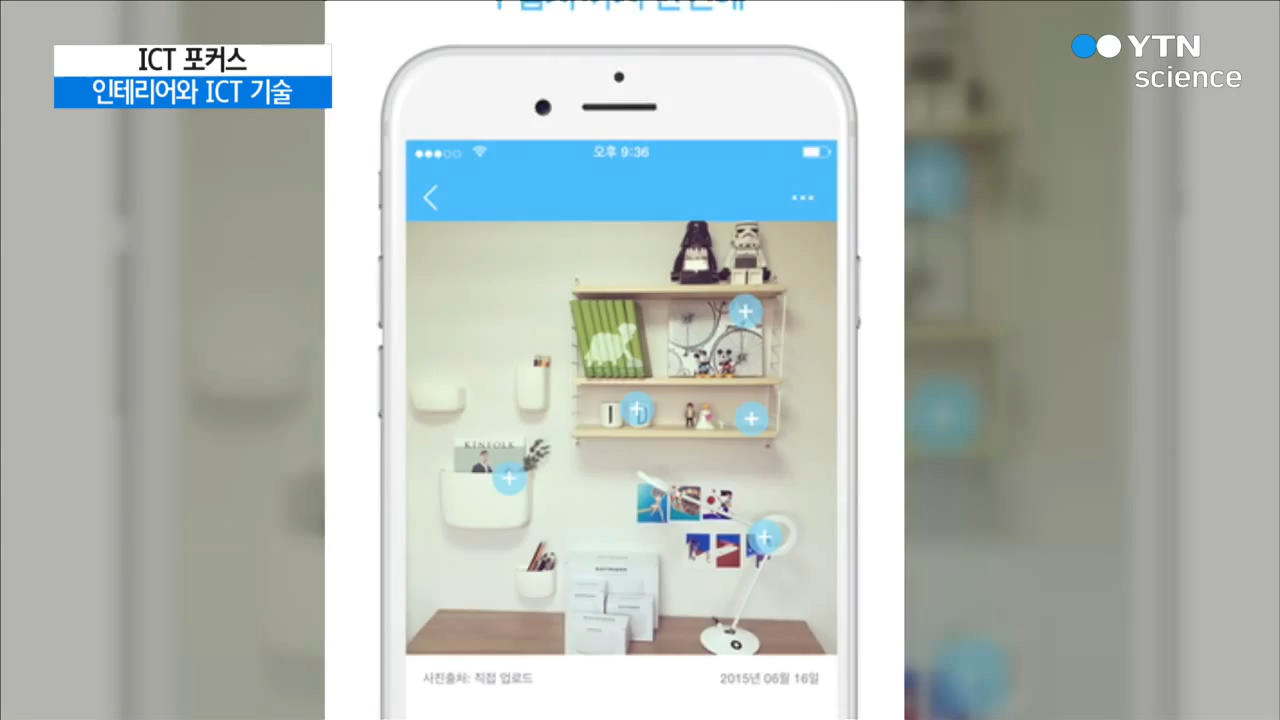 ICT 포커스
인테리어와 ICT 기술
YTN
science
오후 9:36
KINFOLK
I D
사진출처: 직접 업로드
2015년 06월 16일